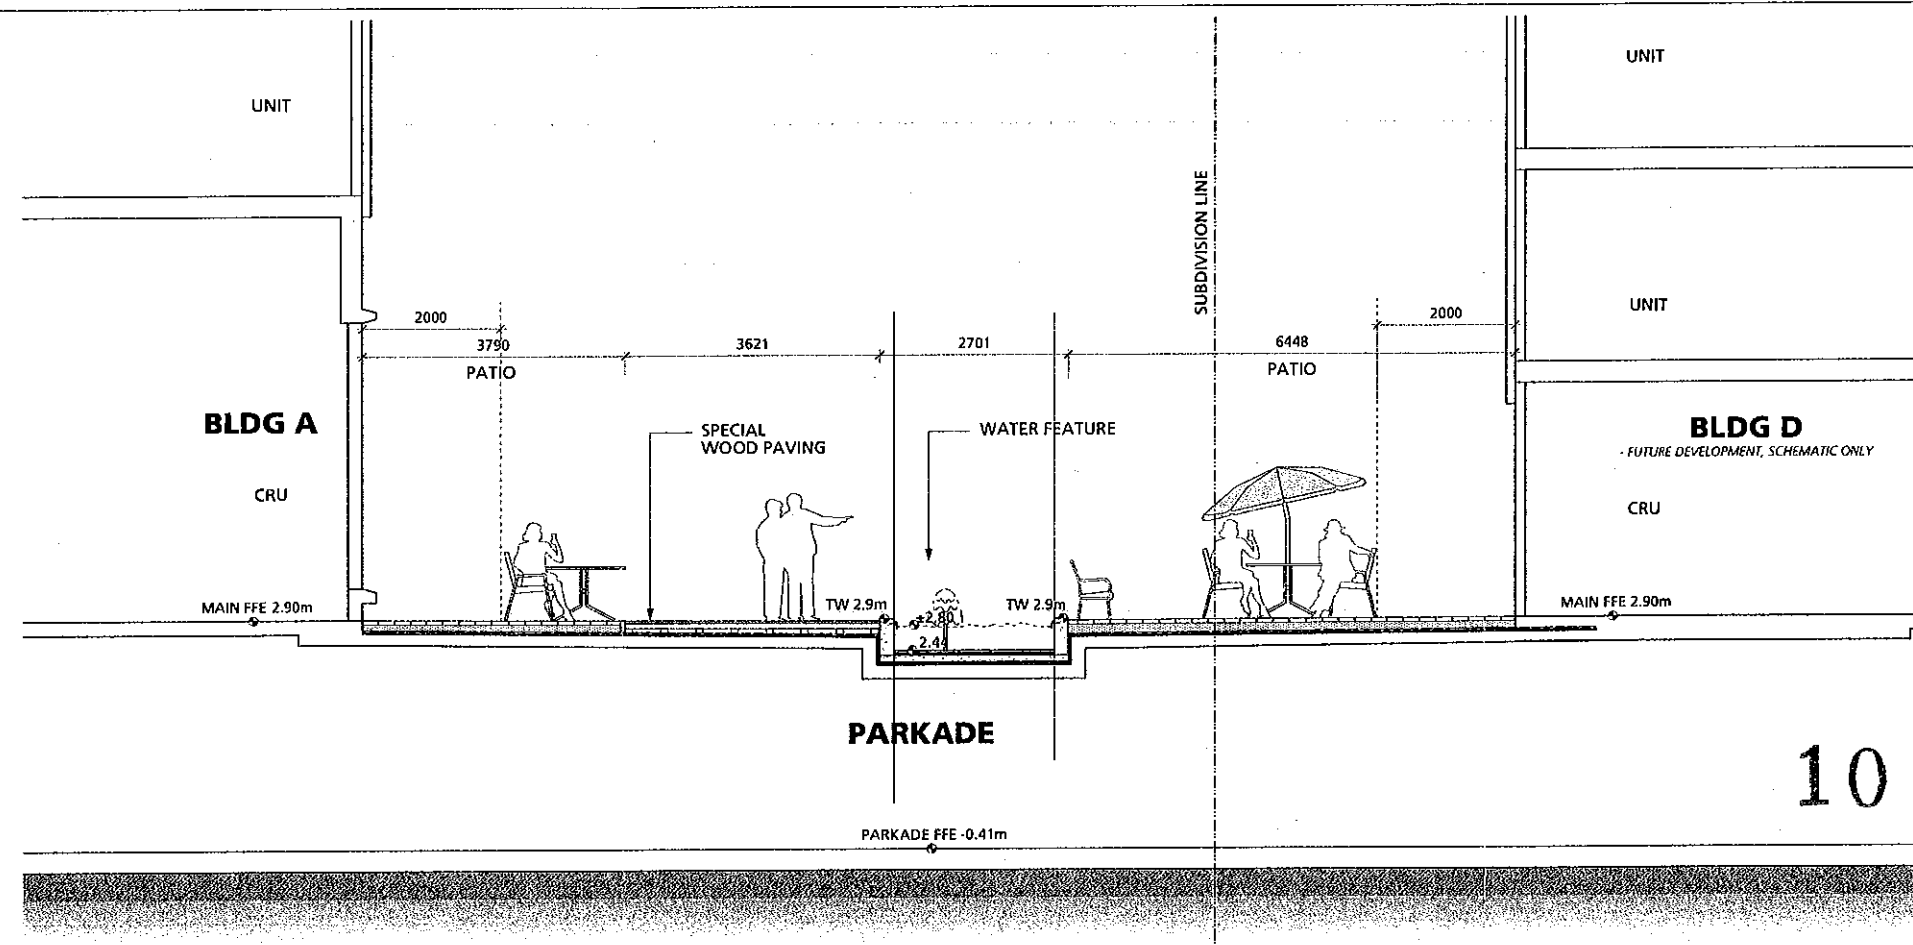 UNIT
UNIT
SUBDIVISION LINE
UNIT
2000
2000
3790
3621
2701
6448
PATIO
PATIO
BLDG A
SPECIAL
WOOD PAVING
WATER FEATURE
BLDG D
- FUTURE DEVELOPMENT, SCHEMATIC ONLY
CRU
CRU
MAIN FFE 2.90m
TW 2.9m
TW 2.9m
MAIN FFE 2.90m
±2.80
2.44
PARKADE
10
PARKADE FFE -0.41m